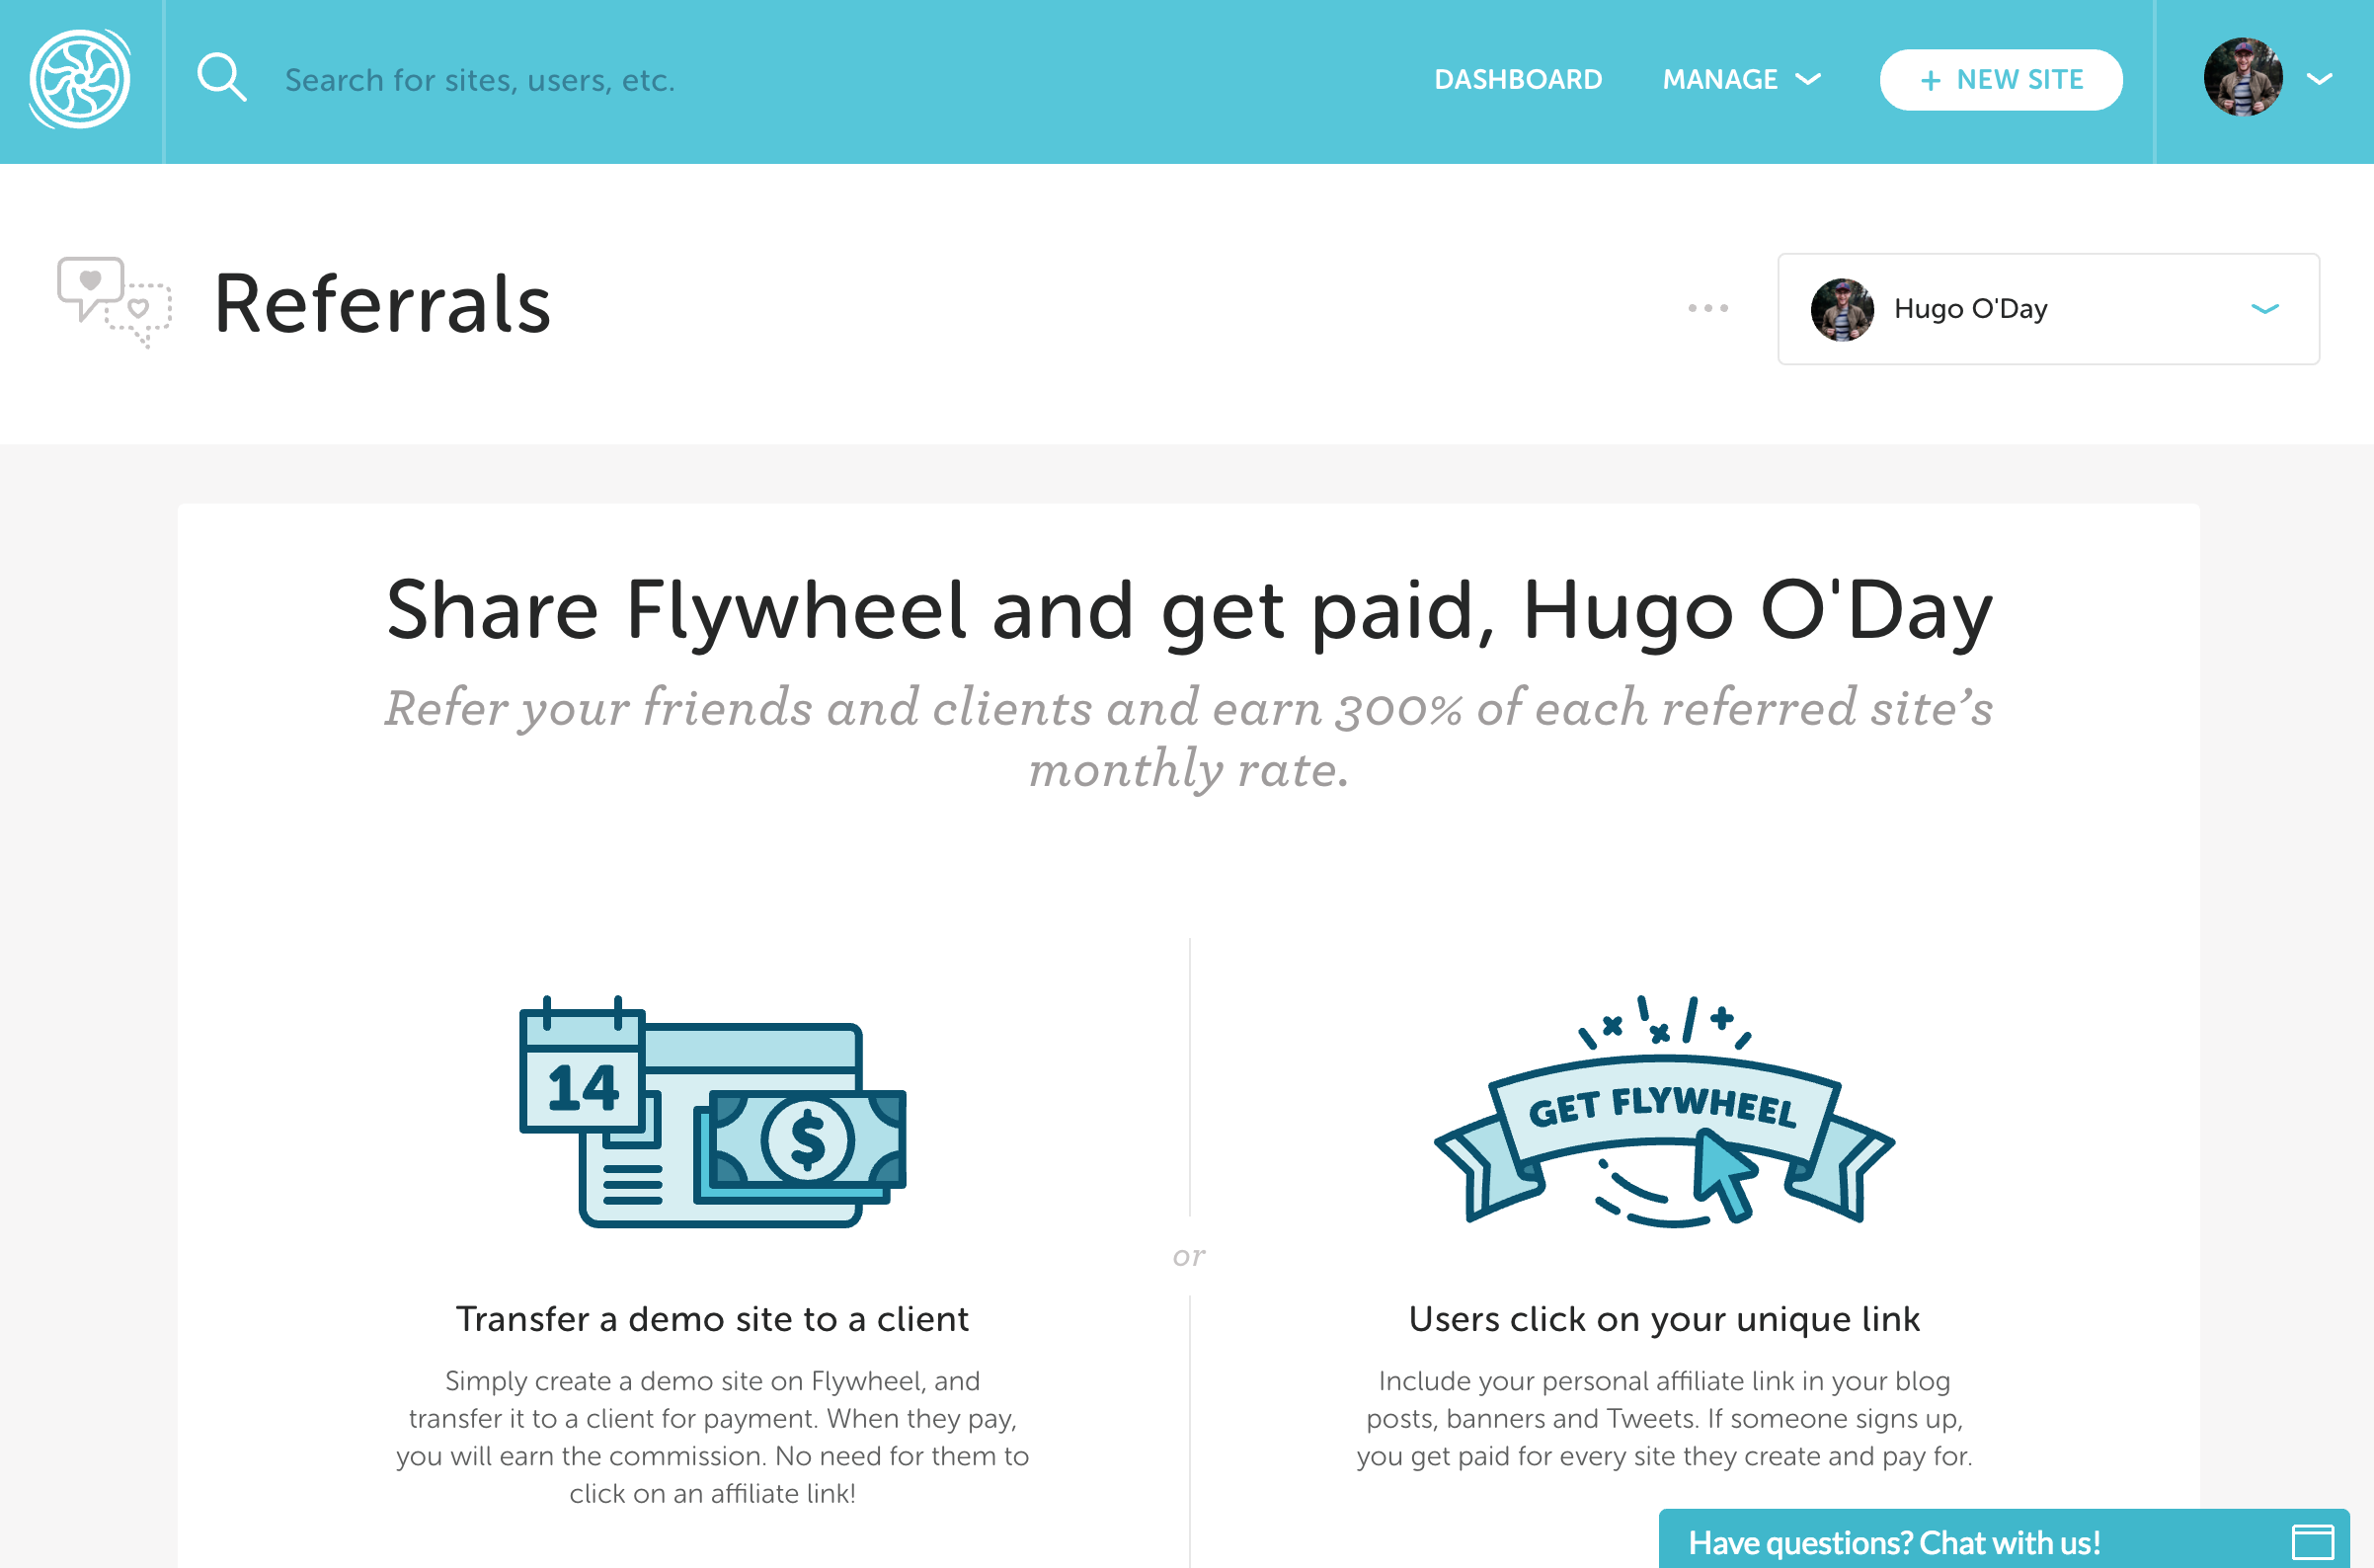 Search for sites, users, etc.
DASHBOARD
MANAGE
+ NEW SITE
Referrals
Hugo O'Day
Share Flywheel and get paid, Hugo O'Day
Refer your friends and clients and earn 300% of each referred site’s
monthly rate.
14
$
GET FLYWHEEL
or
Transfer a demo site to a client
Simply create a demo site on Flywheel, and
transfer it to a client for payment. When they pay,
you will earn the commission. No need for them to
click on an affiliate link!
Users click on your unique link
Include your personal affiliate link in your blog
posts, banners and Tweets. If someone signs up,
you get paid for every site they create and pay for.
Have questions? Chat with us!